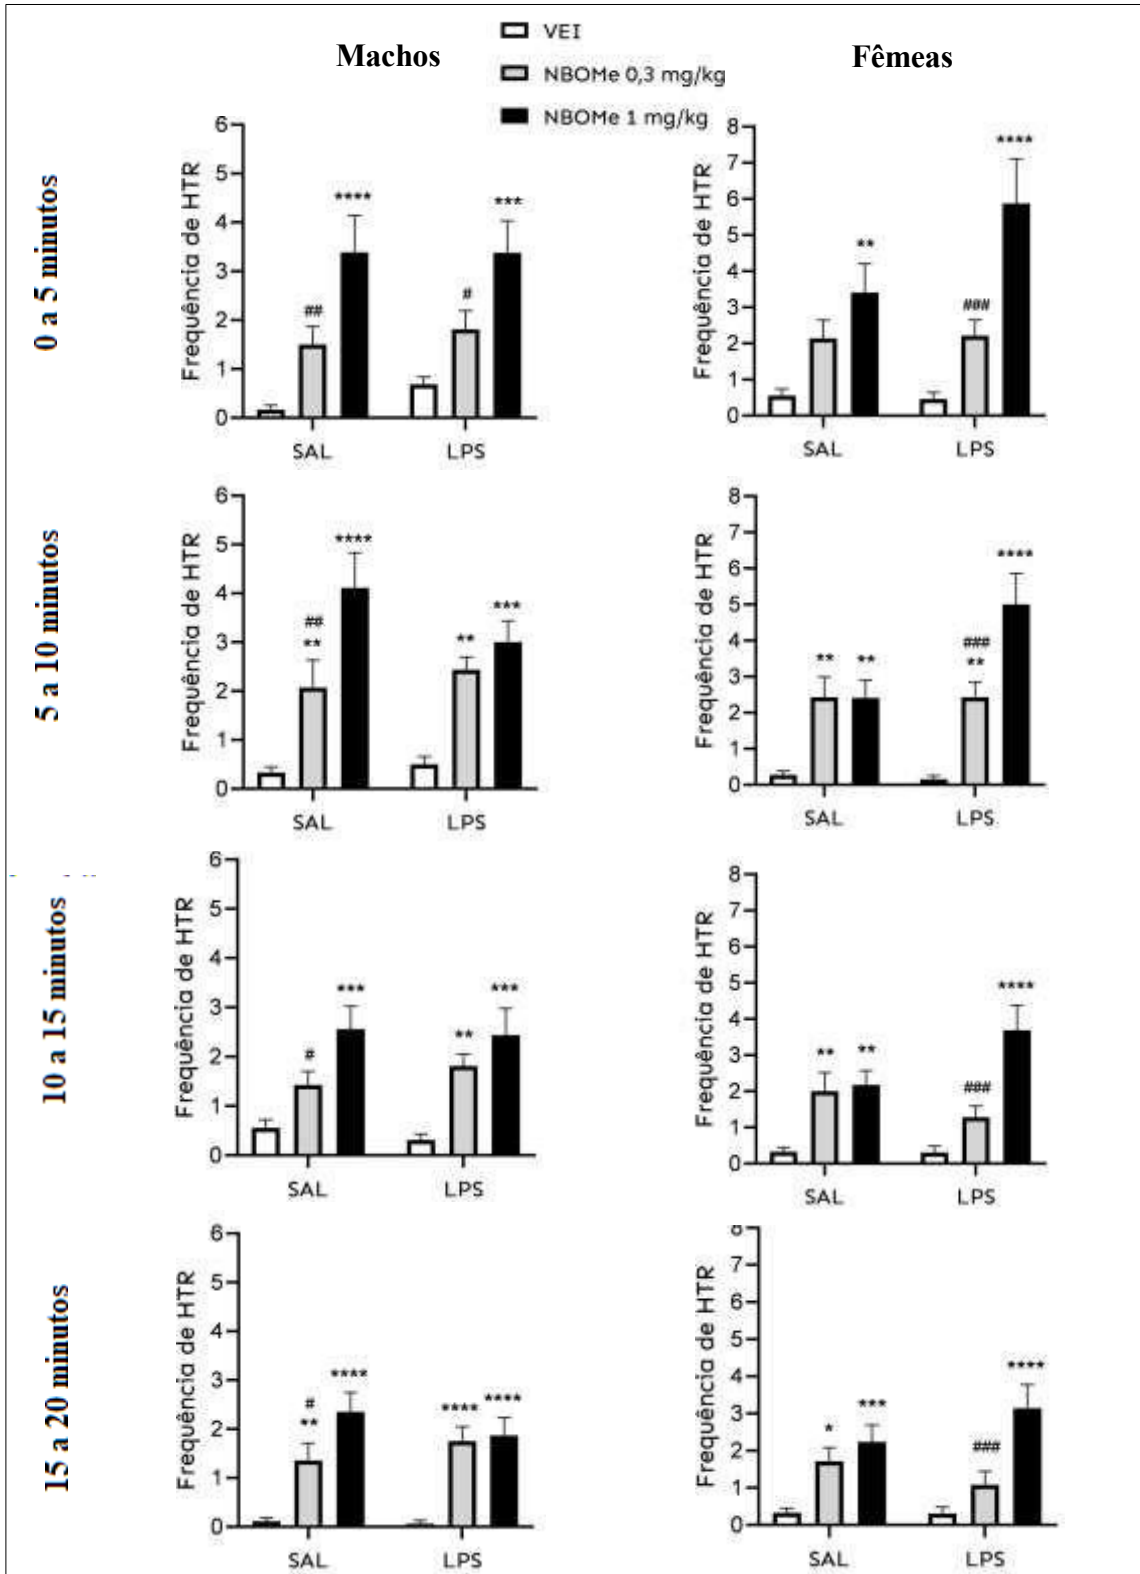 VEI
Machos
Fêmeas
NBOMe 0,3 mg/kg
NBOMe 1 mg/kg
0 a 5 minutos
Frequência de HTR
6
5
4
3
2
1
0
##
****
#
***
SAL
LPS
Frequência de HTR
8
7
6
5
4
3
2
1
0
**
###
****
SAL
LPS
5 a 10 minutos
Frequência de HTR
6
5
4
3
2
1
0
##
**
****
**
***
SAL
LPS
Frequência de HTR
8
7
6
5
4
3
2
1
0
**
**
###
**
****
SAL
LPS
10 a 15 minutos
Frequência de HTR
6
5
4
3
2
1
0
#
***
**
***
SAL
LPS
Frequência de HTR
8
7
6
5
4
3
2
1
0
**
**
###
****
SAL
LPS
15 a 20 minutos
Frequência de HTR
6
5
4
3
2
1
0
#
**
****
****
****
SAL
LPS
Frequência de HTR
8
7
6
5
4
3
2
1
0
*
***
###
****
SAL
LPS